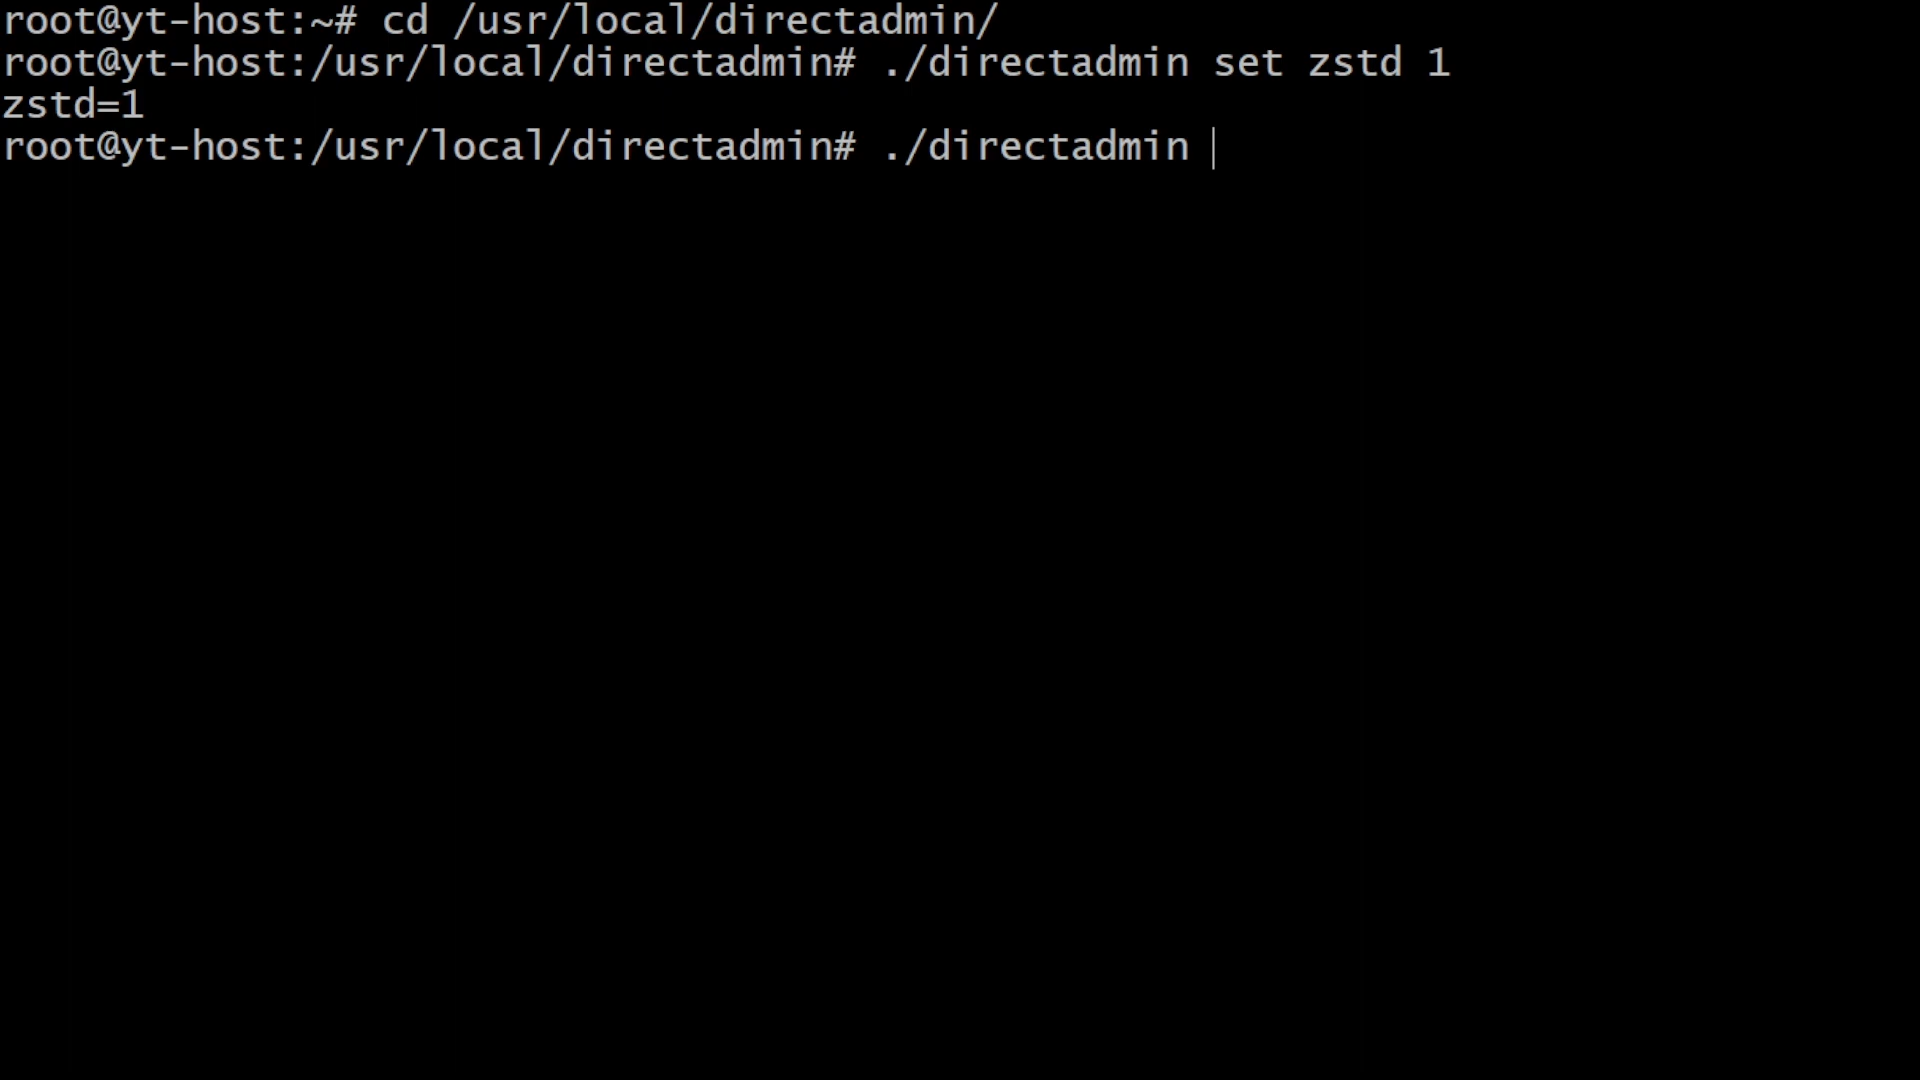 root@yt-host:~# cd /usr/local/directadmin/
root@yt-host:/usr/local/directadmin# ./directadmin set zstd 1
zstd=1
root@yt-host:/usr/local/directadmin# ./directadmin